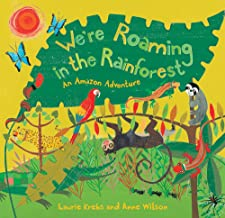 We're Roaming
in the Rainforest
An Amazon Adventure
Laurie Krebs and Anne Wilson